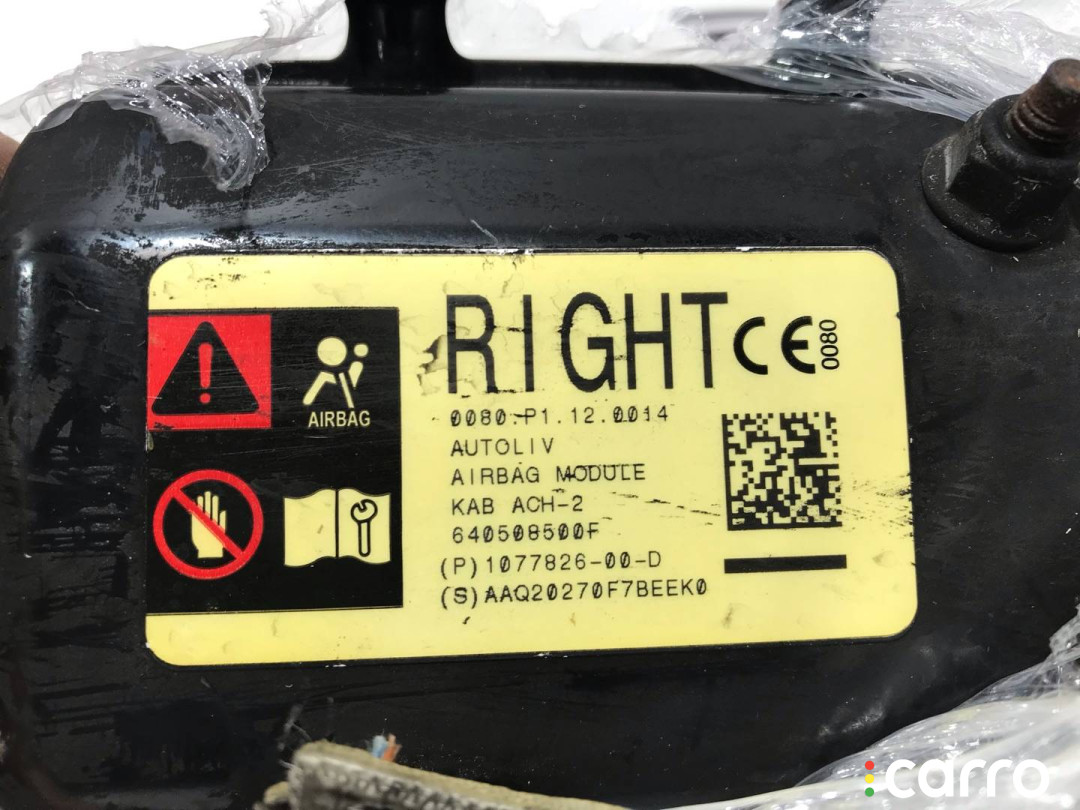 RIGHT CE 0080
AIRBAG
0080.P1.12.0014
AUTOLIV
AIRBAG MODULE
KAB ACH-2
640508500F
(P)1077826-00-D
(S)AAQ20270F7BEEK0
carro